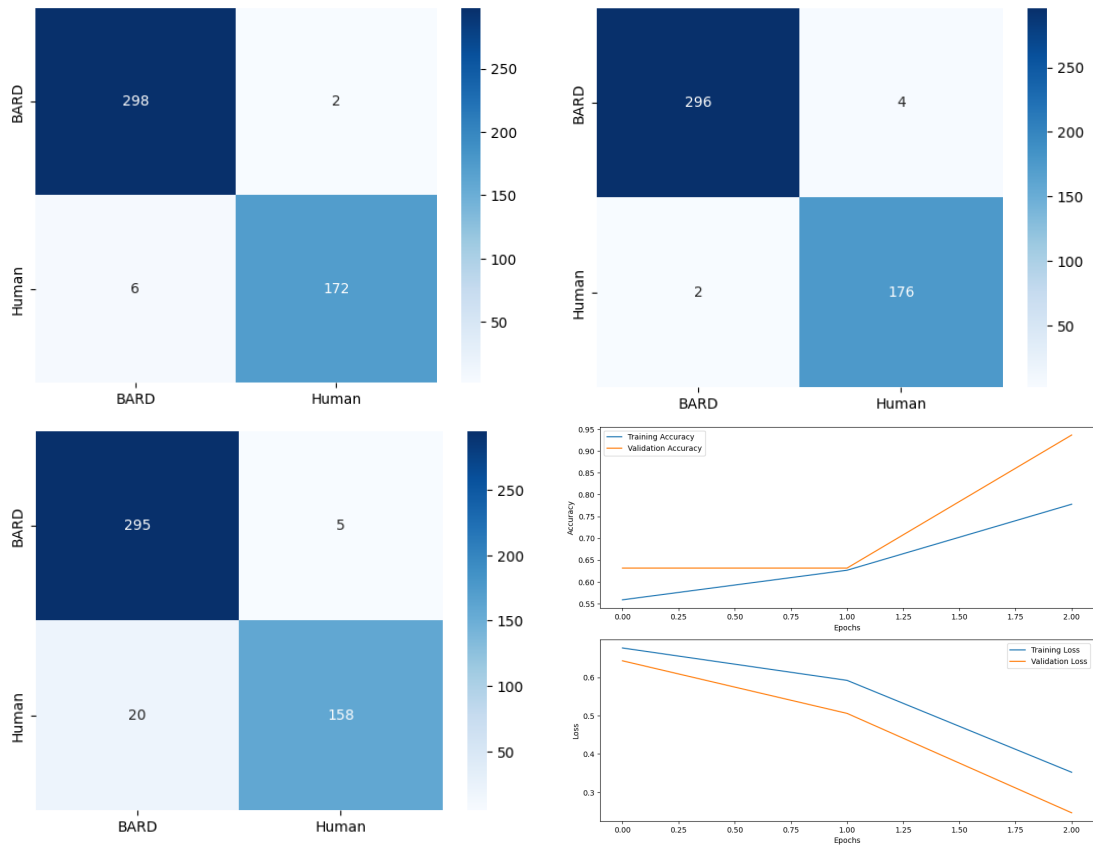 BARD
298
2
Human
6
172
BARD
Human
250
200
150
100
50
BARD
296
4
Human
2
176
BARD
Human
250
200
150
100
50
BARD
295
5
Human
20
158
BARD
Human
250
200
150
100
50
Training Accuracy
Validation Accuracy
Accuracy
0.95
0.90
0.85
0.80
0.75
0.70
0.65
0.60
0.55
0.00 0.25 0.50 0.75 1.00 1.25 1.50 1.75 2.00
Epochs
Training Loss
Validation Loss
Loss
0.6
0.5
0.4
0.3
0.00 0.25 0.50 0.75 1.00 1.25 1.50 1.75 2.00
Epochs